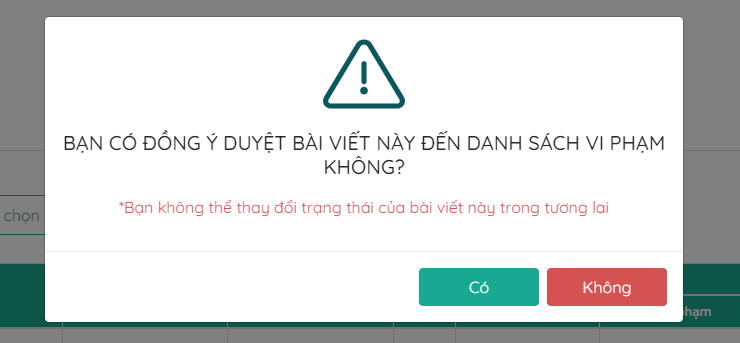 BẠN CÓ ĐỒNG Ý DUYỆT BÀI VIẾT NÀY ĐẾN DANH SÁCH VI PHẠM
KHÔNG?
*Bạn không thể thay đổi trạng thái của bài viết này trong tương lai
chọn
Có
Không